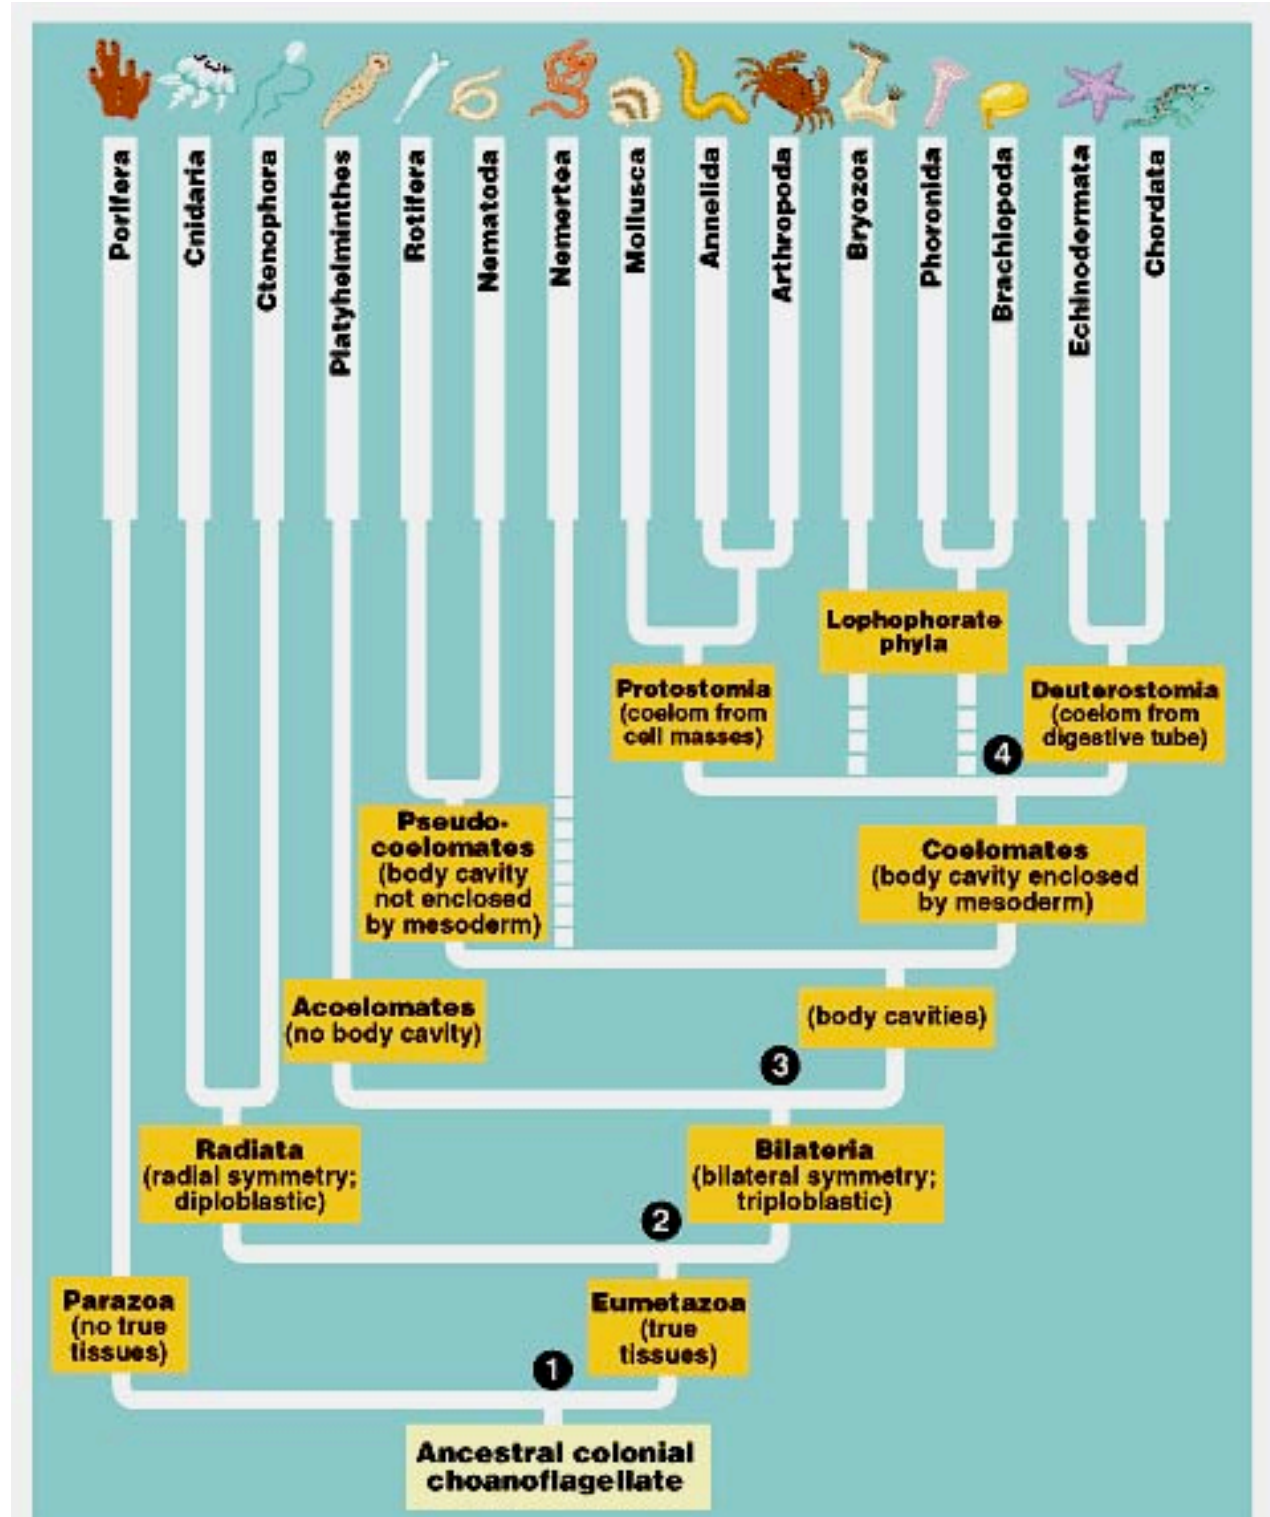 Porifera
Cnidaria
Ctenophora
Platyhelminthes
Rotifera
Nematoda
Nemertea
Mollusca
Annelida
Arthropoda
Bryozoa
Phoronida
Brachiopoda
Echinodermata
Chordata
Lophophorate
phyla
Protostomia
(coelom from
cell masses)
Deuterostomia
(coelom from
digestive tube)
4
Pseudo-
coelomates
(body cavity
not enclosed
by mesoderm)
Coelomates
(body cavity enclosed
by mesoderm)
Acoelomates
(no body cavity)
(body cavities)
3
Radiata
(radial symmetry;
diploblastic)
Bilateria
(bilateral symmetry;
triploblastic)
2
Parazoa
(no true
tissues)
Eumetazoa
(true
tissues)
1
Ancestral colonial
choanoflagellate